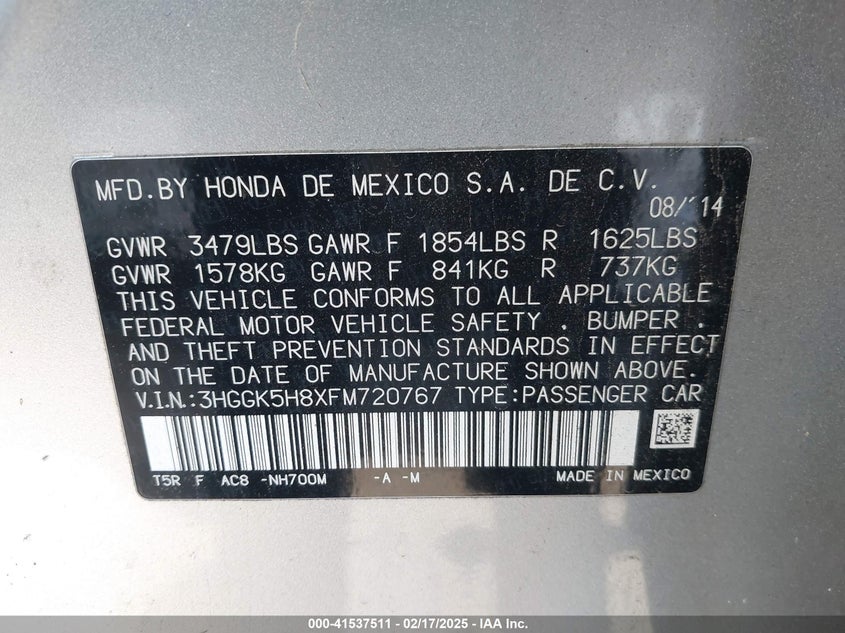 MFD.BY HONDA DE MEXICO S.A. DE C.V.
08/'14
GVWR 3479LBS GAWR F 1854LBS R 1625LBS
GVWR 1578KG GAWR F 841KG R 737KG
THIS VEHICLE CONFORMS TO ALL APPLICABLE
FEDERAL MOTOR VEHICLE SAFETY . BUMPER .
AND THEFT PREVENTION STANDARDS IN EFFECT
ON THE DATE OF MANUFACTURE SHOWN ABOVE.
V.I.N.:3HGGK5H8XFM720767 TYPE:PASSENGER CAR
T5R F AC8 -NH700M -A -M MADE IN MEXICO
000-41537511 - 02/17/2025 - IAA Inc.